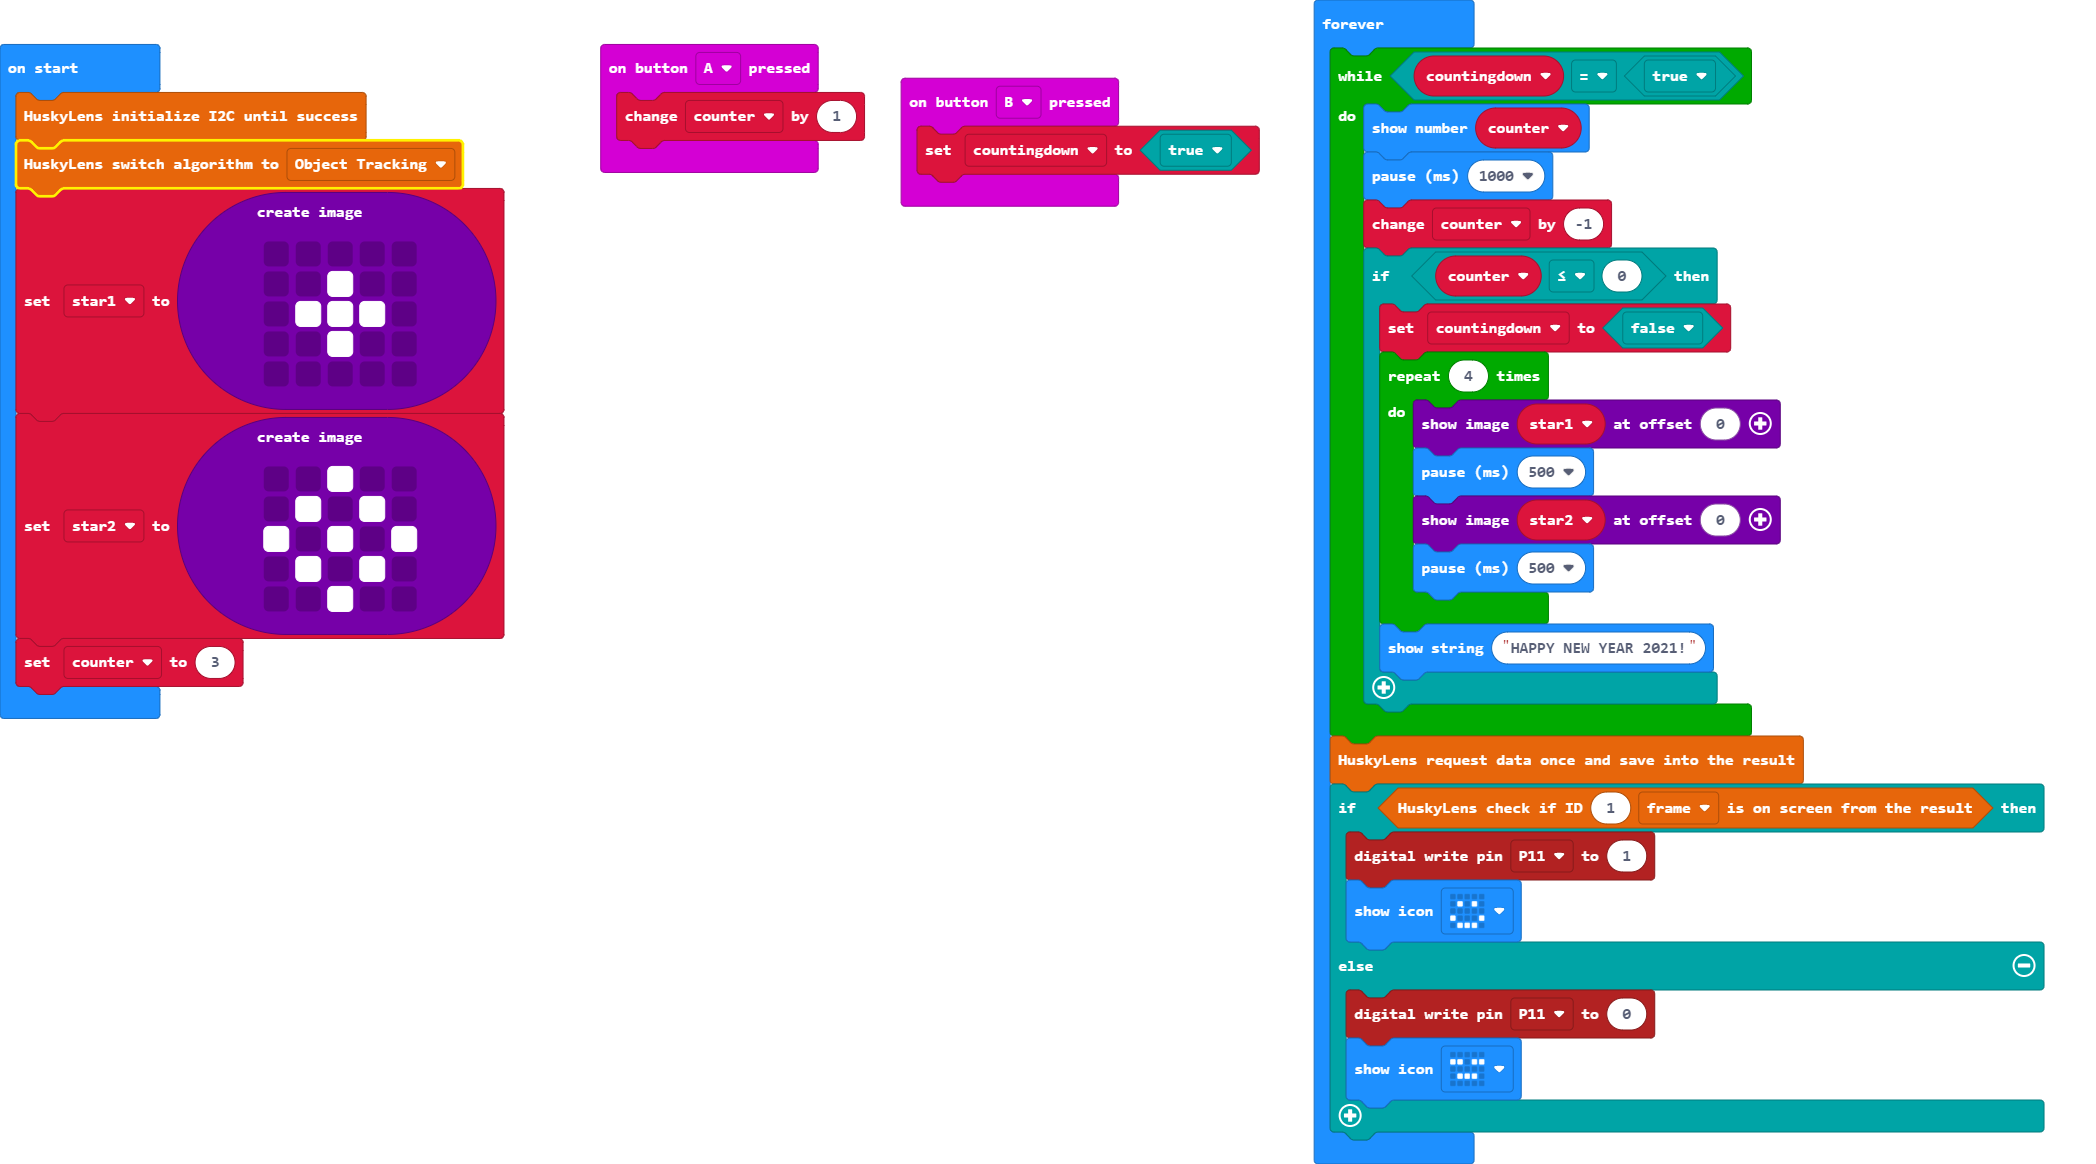 on start
HuskyLens initialize I2C until success
HuskyLens switch algorithm to Object Tracking
create image
set star1 to
create image
set star2 to
set counter to 3
on button A pressed
change counter by 1
on button B pressed
set countingdown to true
forever
while countingdown = true
do
show number counter
pause (ms) 1000
change counter by -1
if counter ≤ 0 then
set countingdown to false
repeat 4 times
do
show image star1 at offset 0
pause (ms) 500
show image star2 at offset 0
pause (ms) 500
show string "HAPPY NEW YEAR 2021!"
HuskyLens request data once and save into the result
if HuskyLens check if ID 1 frame is on screen from the result then
digital write pin P11 to 1
show icon
else
digital write pin P11 to 0
show icon